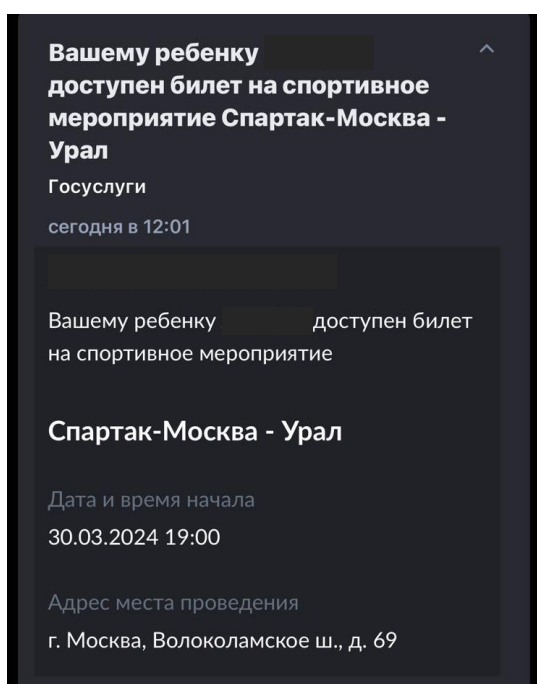 Вашему ребенку
доступен билет на спортивное
мероприятие Спартак-Москва -
Урал
Госуслуги
сегодня в 12:01
Вашему ребенку доступен билет
на спортивное мероприятие
Спартак-Москва - Урал
Дата и время начала
30.03.2024 19:00
Адрес места проведения
г. Москва, Волоколамское ш., д. 69